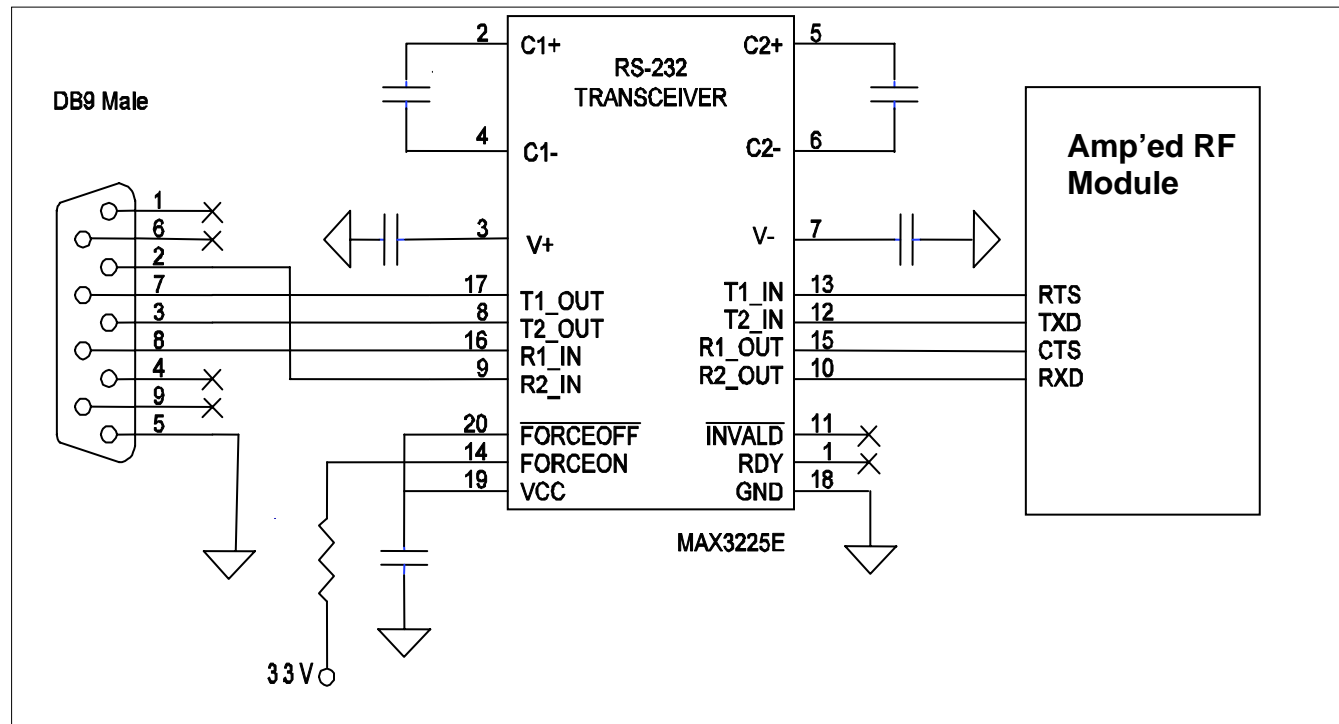 DB9 Male
1
6
2
7
3
8
4
9
5
2
4
3
17
8
16
9
20
14
19
C1+
C1-
V+
T1_OUT
T2_OUT
R1_IN
R2_IN
FORCEOFF
FORCEON
VCC
RS-232
TRANSCEIVER
C2+
C2-
V-
T1_IN
T2_IN
R1_OUT
R2_OUT
INVALD
RDY
GND
5
6
7
13
12
15
10
11
1
18
MAX3225E
Amp’ed RF
Module
RTS
TXD
CTS
RXD
3 3 V